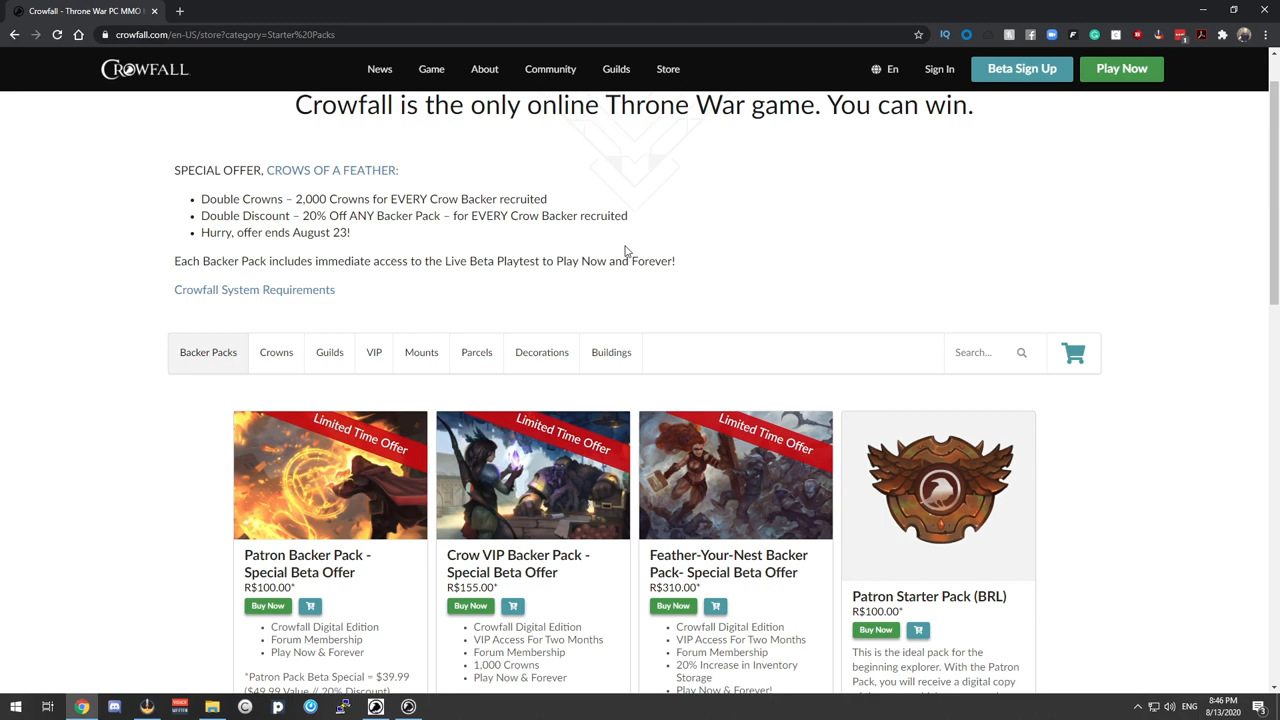 Crowfall - Throne War PC MMO
crowfall.com/en-US/store?category=Starter%20Packs
CROWFALL
News
Game
About
Community
Guilds
Store
En
Sign In
Beta Sign Up
Play Now
Crowfall is the only online Throne War game. You can win.
SPECIAL OFFER, CROWS OF A FEATHER:
Double Crowns – 2,000 Crowns for EVERY Crow Backer recruited
Double Discount – 20% Off ANY Backer Pack – for EVERY Crow Backer recruited
Hurry, offer ends August 23!
Each Backer Pack includes immediate access to the Live Beta Playtest to Play Now and Forever!
Crowfall System Requirements
Backer Packs
Crowns
Guilds
VIP
Mounts
Parcels
Decorations
Buildings
Search...
Limited Time Offer
Patron Backer Pack -
Special Beta Offer
R$100.00*
Buy Now
Crowfall Digital Edition
Forum Membership
Play Now & Forever
*Patron Pack Beta Special = $39.99
($49.99 Value // 20% Discount)
Limited Time Offer
Crow VIP Backer Pack -
Special Beta Offer
R$155.00*
Buy Now
Crowfall Digital Edition
VIP Access For Two Months
Forum Membership
1,000 Crowns
Play Now & Forever
Limited Time Offer
Feather-Your-Nest Backer
Pack- Special Beta Offer
R$310.00*
Buy Now
Crowfall Digital Edition
VIP Access For Two Months
Forum Membership
20% Increase in Inventory
Storage
Play Now & Forever!
Patron Starter Pack (BRL)
R$100.00*
Buy Now
This is the ideal pack for the
beginning explorer. With the Patron
Pack, you will receive a digital copy
ENG
8:46 PM
8/13/2020